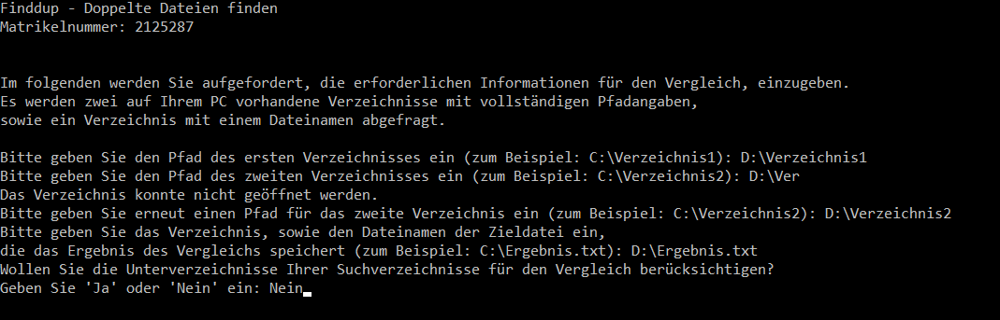 Finddup - Doppelte Dateien finden
Matrikelnummer: 2125287
Im folgenden werden Sie aufgefordert, die erforderlichen Informationen für den Vergleich, einzugeben.
Es werden zwei auf Ihrem PC vorhandene Verzeichnisse mit vollständigen Pfadangaben,
sowie ein Verzeichnis mit einem Dateinamen abgefragt.
Bitte geben Sie den Pfad des ersten Verzeichnisses ein (zum Beispiel: C:\Verzeichnis1): D:\Verzeichnis1
Bitte geben Sie den Pfad des zweiten Verzeichnisses ein (zum Beispiel: C:\Verzeichnis2): D:\Ver
Das Verzeichnis konnte nicht geöffnet werden.
Bitte geben Sie erneut einen Pfad für das zweite Verzeichnis ein (zum Beispiel: C:\Verzeichnis2): D:\Verzeichnis2
Bitte geben Sie das Verzeichnis, sowie den Dateinamen der Zieldatei ein,
die das Ergebnis des Vergleichs speichert (zum Beispiel: C:\Ergebnis.txt): D:\Ergebnis.txt
Wollen Sie die Unterverzeichnisse Ihrer Suchverzeichnisse für den Vergleich berücksichtigen?
Geben Sie 'Ja' oder 'Nein' ein: Nein